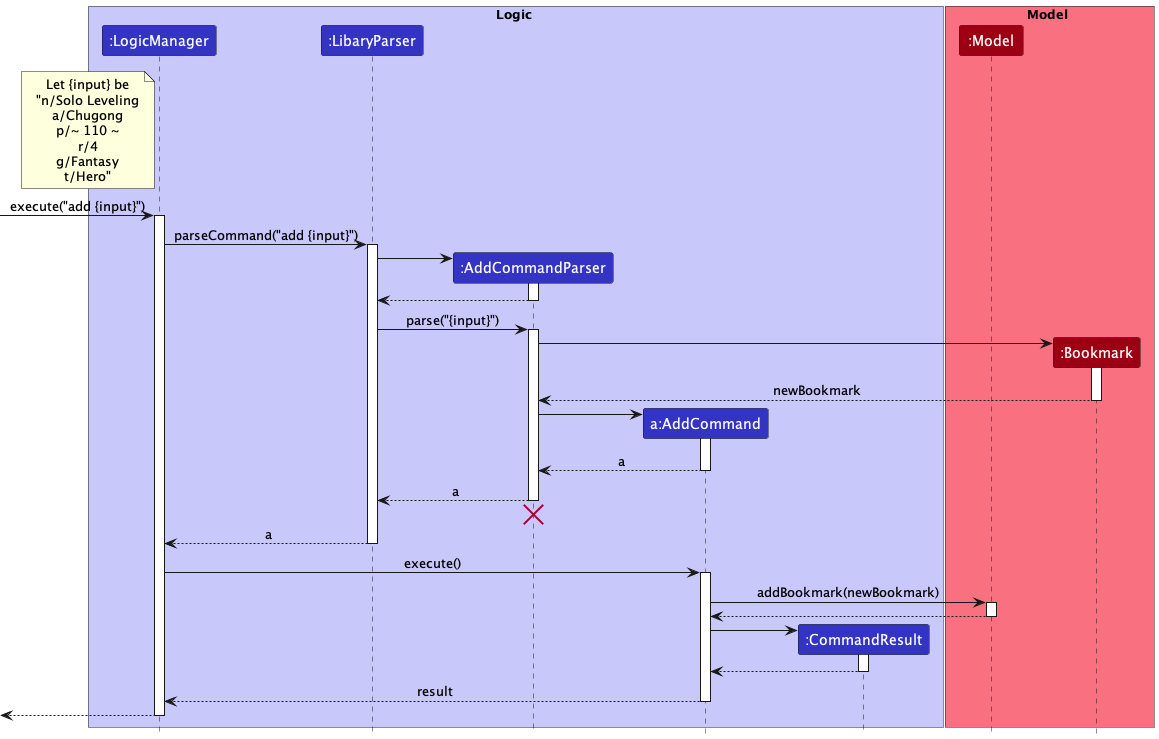 Logic
Model
:LogicManager
:LibaryParser
:Model
Let {input} be
"n/Solo Leveling
a/Chugong
p/~ 110 ~
r/4
g/Fantasy
t/Hero"
execute("add {input}")
parseCommand("add {input}")
:AddCommandParser
parse("{input}")
:Bookmark
newBookmark
a:AddCommand
a
a
a
execute()
addBookmark(newBookmark)
:CommandResult
result